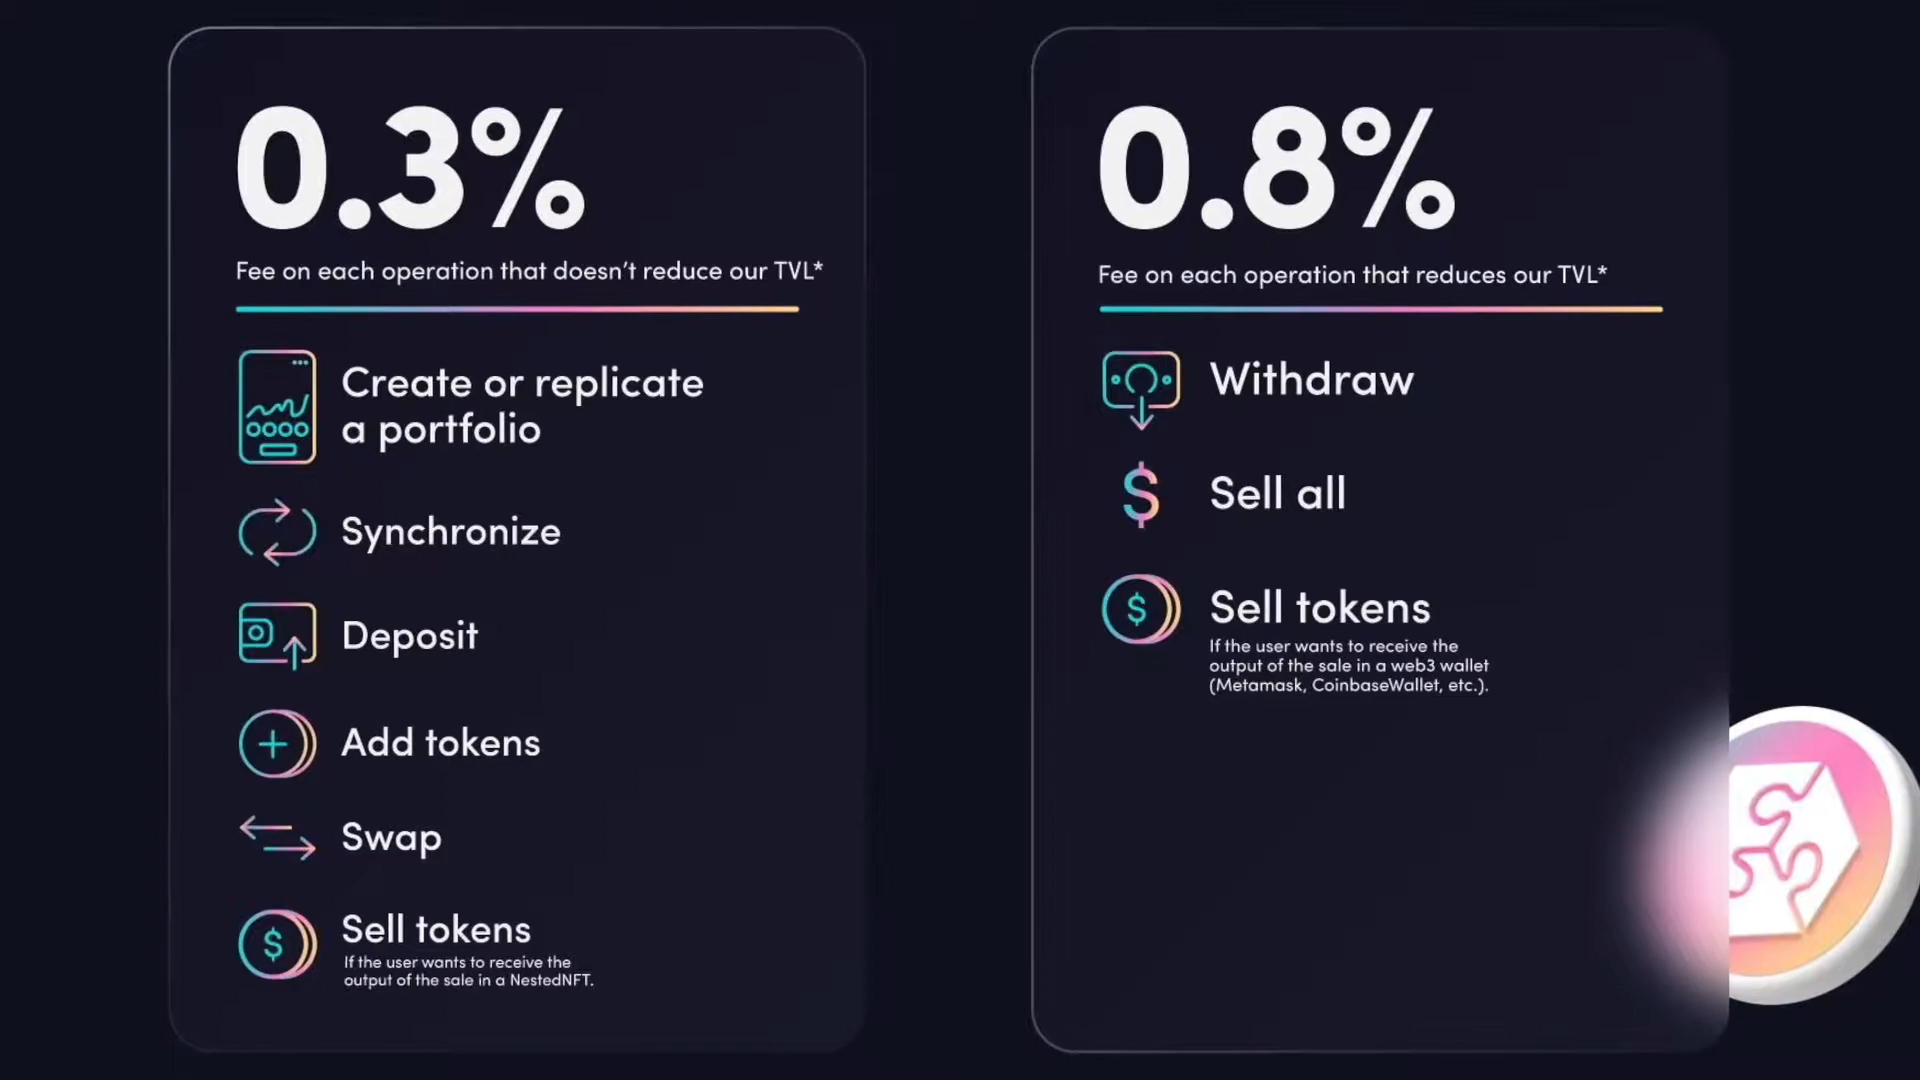 0.3%
Fee on each operation that doesn't reduce our TVL*
Create or replicate
a portfolio
Synchronize
Deposit
Add tokens
Swap
Sell tokens
If the user wants to receive the
output of the sale in a NestedNFT.
0.8%
Fee on each operation that reduces our TVL*
Withdraw
$
Sell all
$
Sell tokens
If the user wants to receive the
output of the sale in a web3 wallet
(Metamask, CoinbaseWallet, etc.).